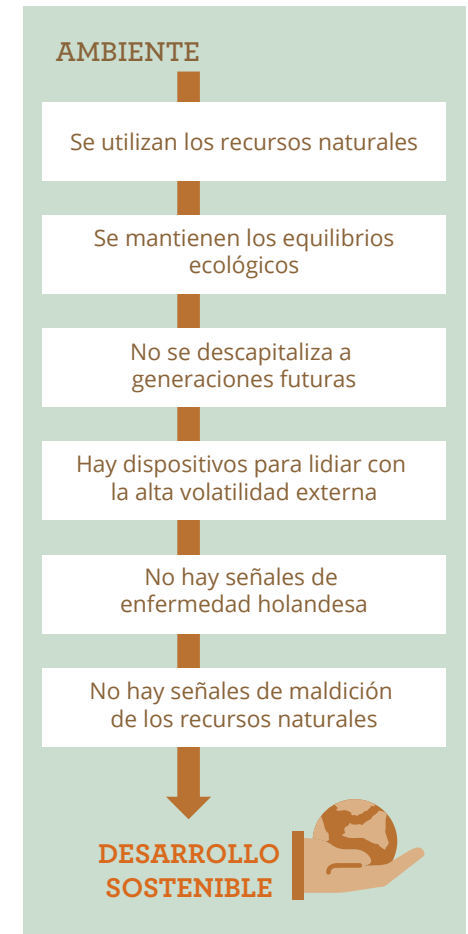 AMBIENTE
Se utilizan los recursos naturales
Se mantienen los equilibrios
ecológicos
No se descapitaliza a
generaciones futuras
Hay dispositivos para lidiar con
la alta volatilidad externa
No hay señales de
enfermedad holandesa
No hay señales de maldición
de los recursos naturales
DESARROLLO
SOSTENIBLE